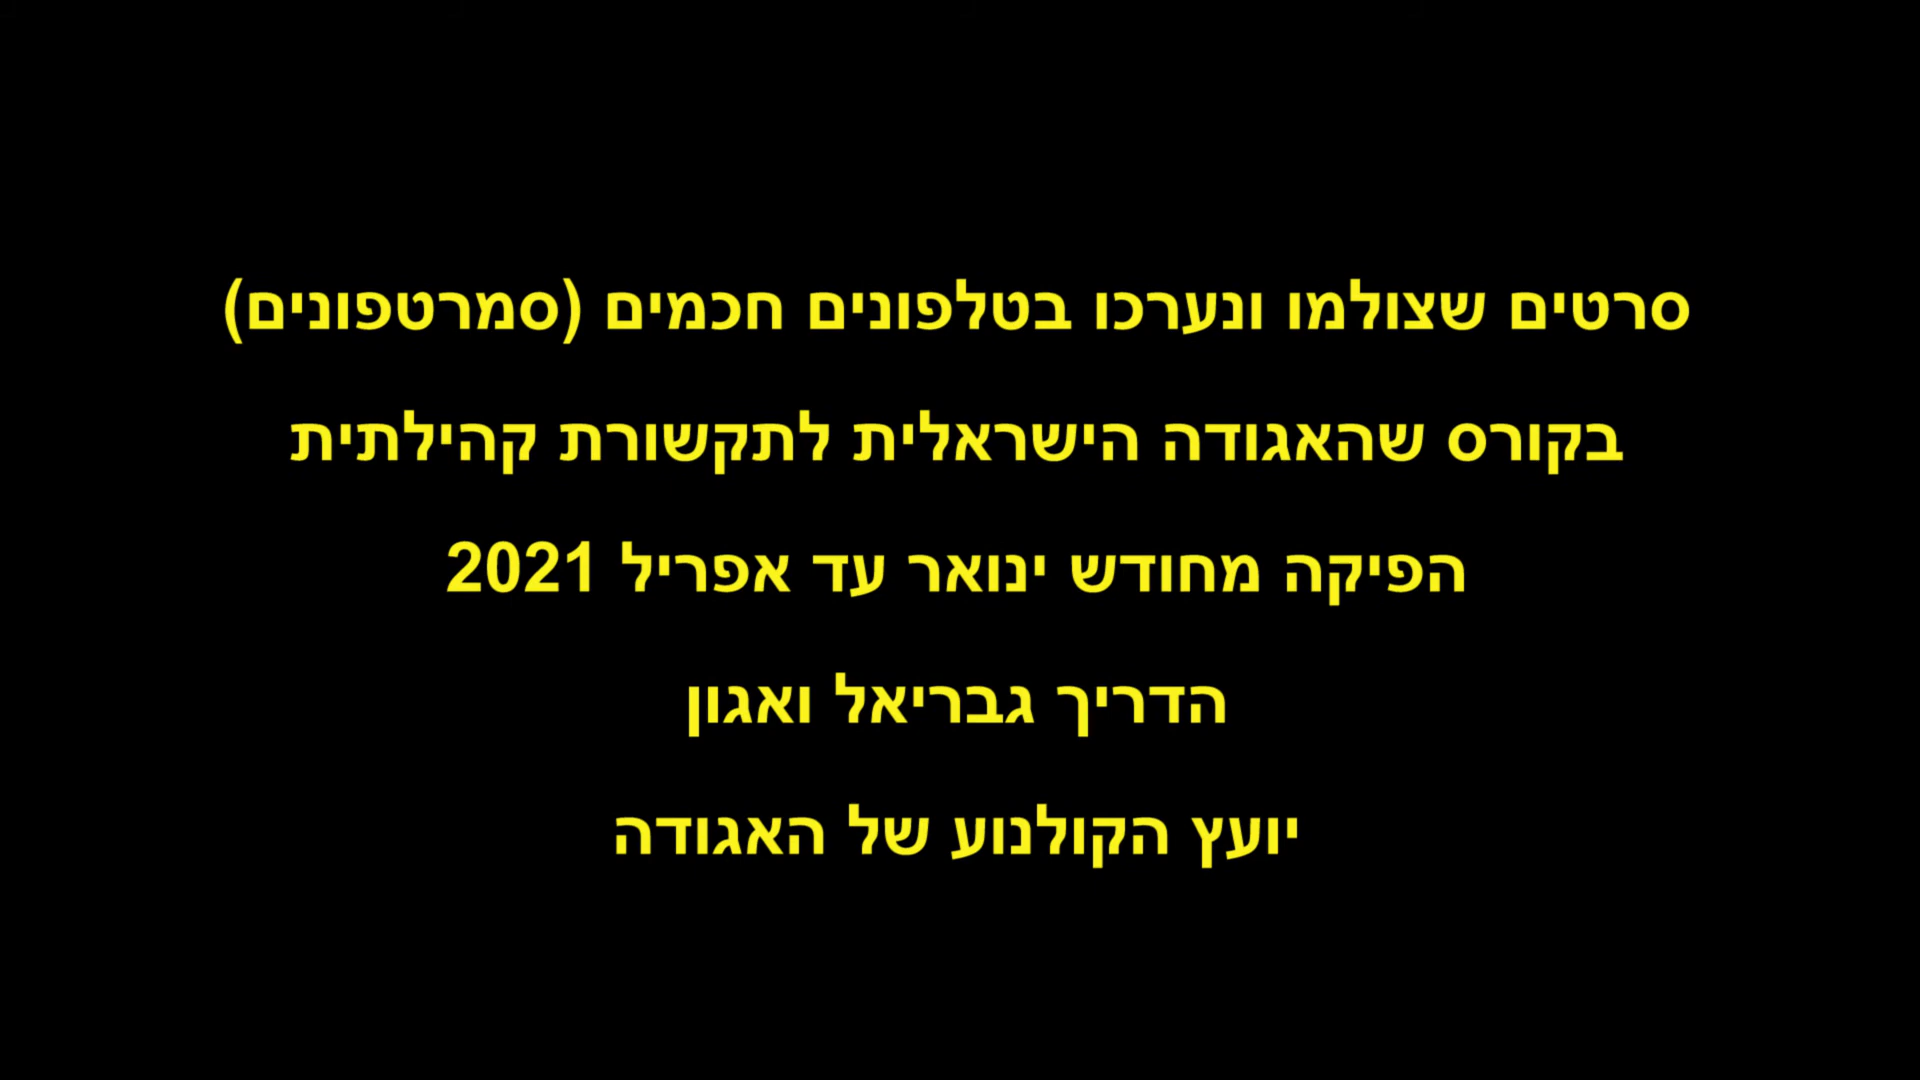 סרטים שצולמו ונערכו בטלפונים חכמים (סמרטפונים)
בקורס שהאגודה הישראלית לתקשורת קהילתית
הפיקה מחודש ינואר עד אפריל 2021
הדריך גבריאל ואגון
יועץ הקולנוע של האגודה